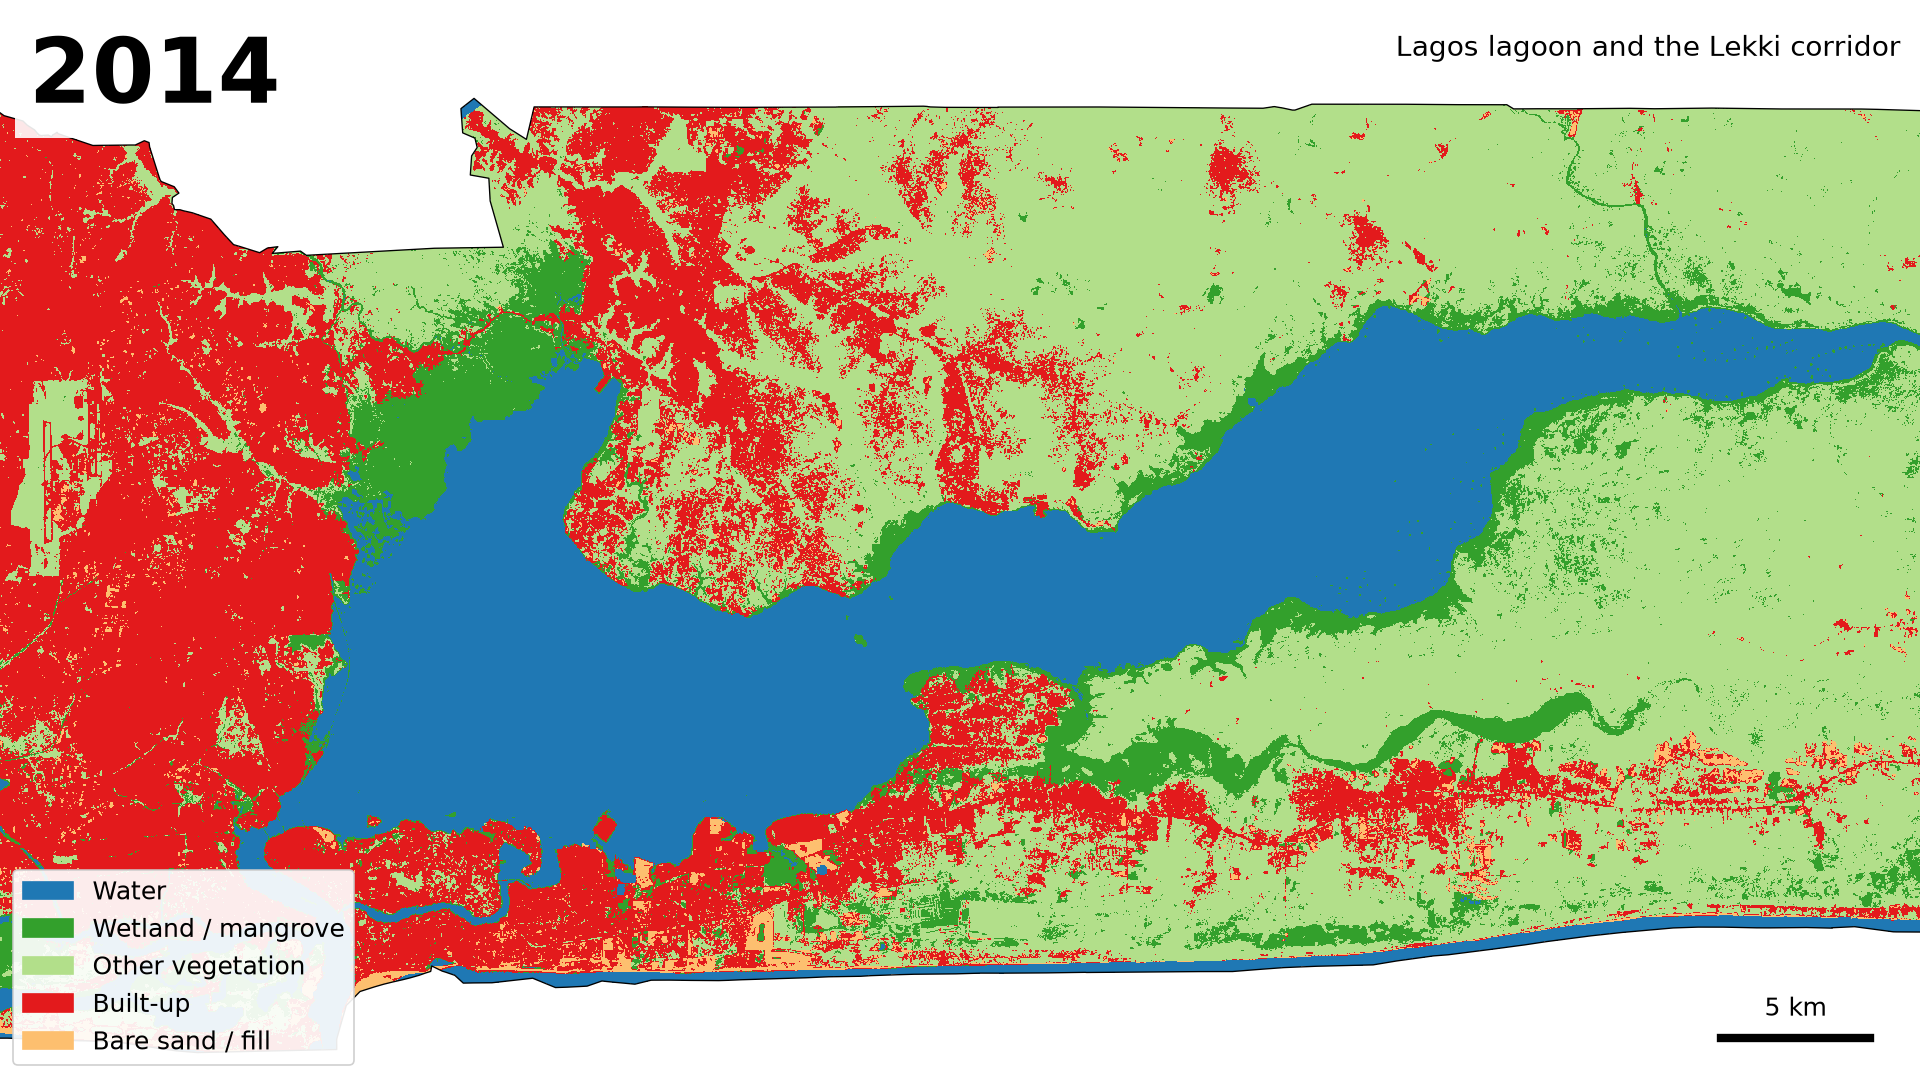 2014
Lagos lagoon and the Lekki corridor
Water
Wetland / mangrove
Other vegetation
Built-up
Bare sand / fill
5 km